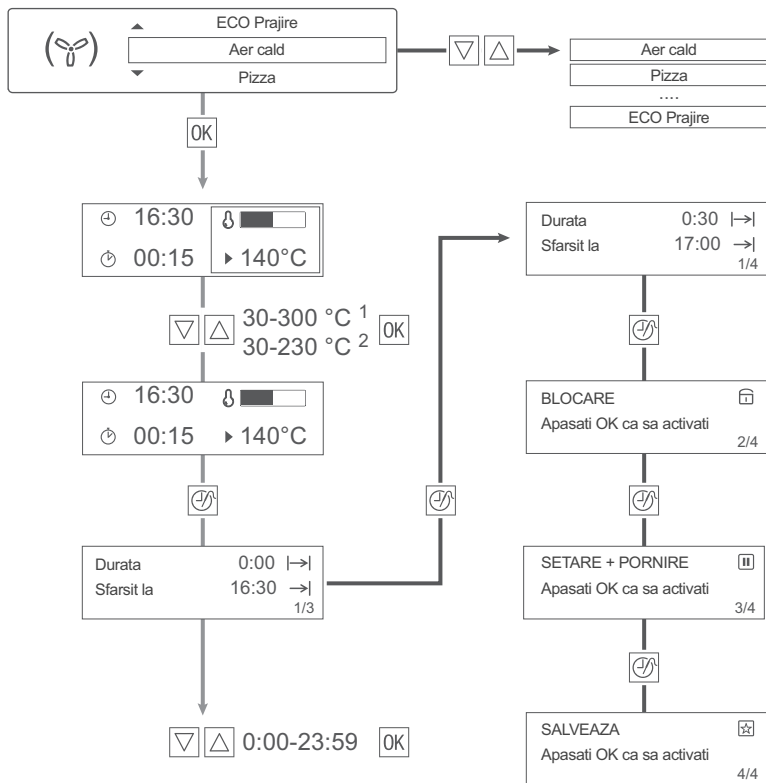 ECO Prajire
Aer cald
Pizza
Aer cald
Pizza
....
ECO Prajire
OK
16:30
00:15
140°C
30-300 °C 1
30-230 °C 2
OK
16:30
00:15
140°C
Durata 0:00
Sfarsit la 16:30
1/3
0:00-23:59 OK
Durata 0:30
Sfarsit la 17:00
1/4
BLOCARE
Apasati OK ca sa activati
2/4
SETARE + PORNIRE
Apasati OK ca sa activati
3/4
SALVEAZA
Apasati OK ca sa activati
4/4